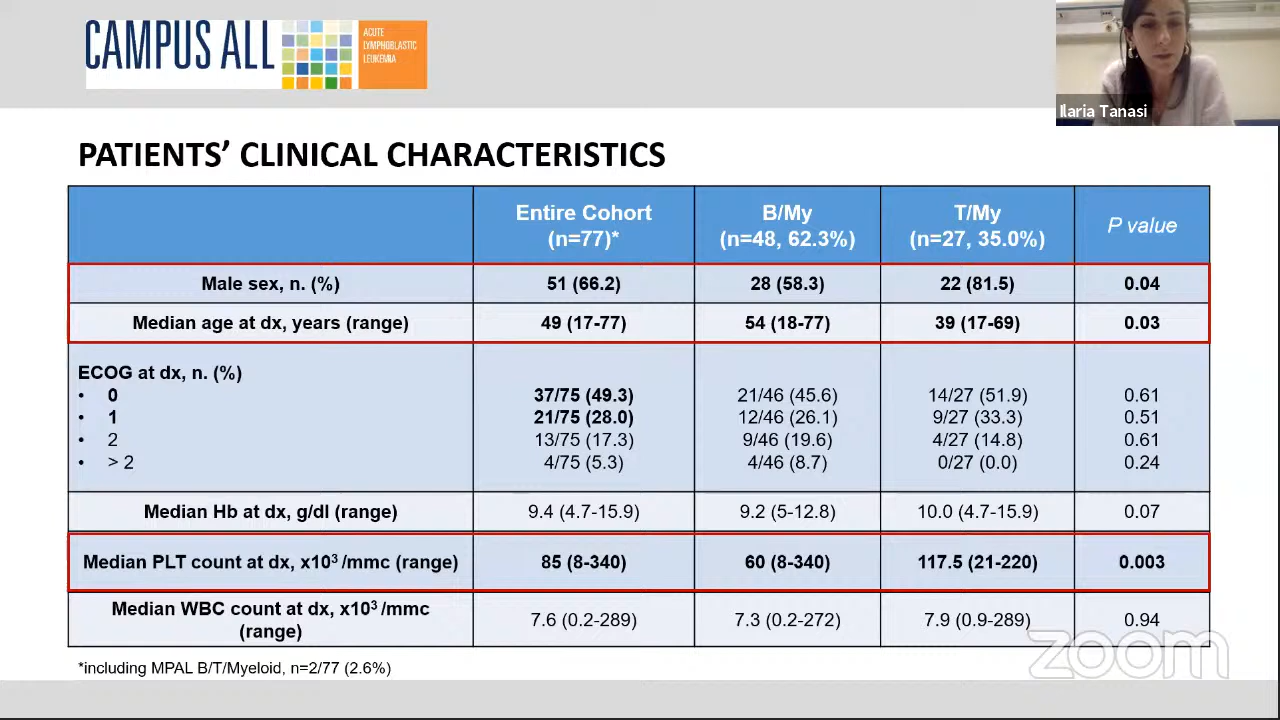 CAMPUS ALL
ACUTE
LYMPHOBLASTIC
LEUKEMIA
Ilaria Tanasi
PATIENTS’ CLINICAL CHARACTERISTICS
Entire Cohort
(n=77)*
B/My
(n=48, 62.3%)
T/My
(n=27, 35.0%)
P value
Male sex, n. (%) 51 (66.2) 28 (58.3) 22 (81.5) 0.04
Median age at dx, years (range) 49 (17-77) 54 (18-77) 39 (17-69) 0.03
ECOG at dx, n. (%)
• 0 37/75 (49.3) 21/46 (45.6) 14/27 (51.9) 0.61
• 1 21/75 (28.0) 12/46 (26.1) 9/27 (33.3) 0.51
• 2 13/75 (17.3) 9/46 (19.6) 4/27 (14.8) 0.61
• > 2 4/75 (5.3) 4/46 (8.7) 0/27 (0.0) 0.24
Median Hb at dx, g/dl (range) 9.4 (4.7-15.9) 9.2 (5-12.8) 10.0 (4.7-15.9) 0.07
Median PLT count at dx, x10³ /mmc (range) 85 (8-340) 60 (8-340) 117.5 (21-220) 0.003
Median WBC count at dx, x10³ /mmc
(range) 7.6 (0.2-289) 7.3 (0.2-272) 7.9 (0.9-289) 0.94
*including MPAL B/T/Myeloid, n=2/77 (2.6%)
zoom